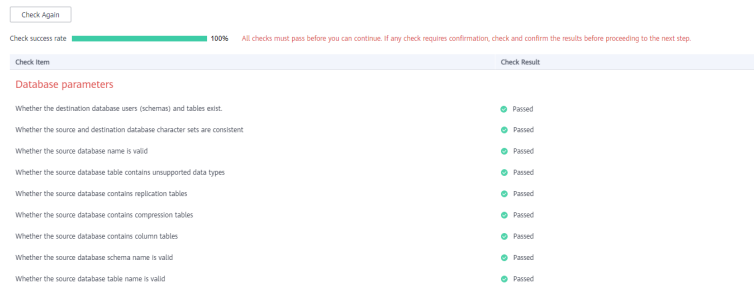 Check Again
Check success rate 100% All checks must pass before you can continue. If any check requires confirmation, check and confirm the results before proceeding to the next step.
Check Item Check Result
Database parameters
Whether the destination database users (schemas) and tables exist. Passed
Whether the source and destination database character sets are consistent Passed
Whether the source database name is valid Passed
Whether the source database table contains unsupported data types Passed
Whether the source database contains replication tables Passed
Whether the source database contains compression tables Passed
Whether the source database contains column tables Passed
Whether the source database schema name is valid Passed
Whether the source database table name is valid Passed